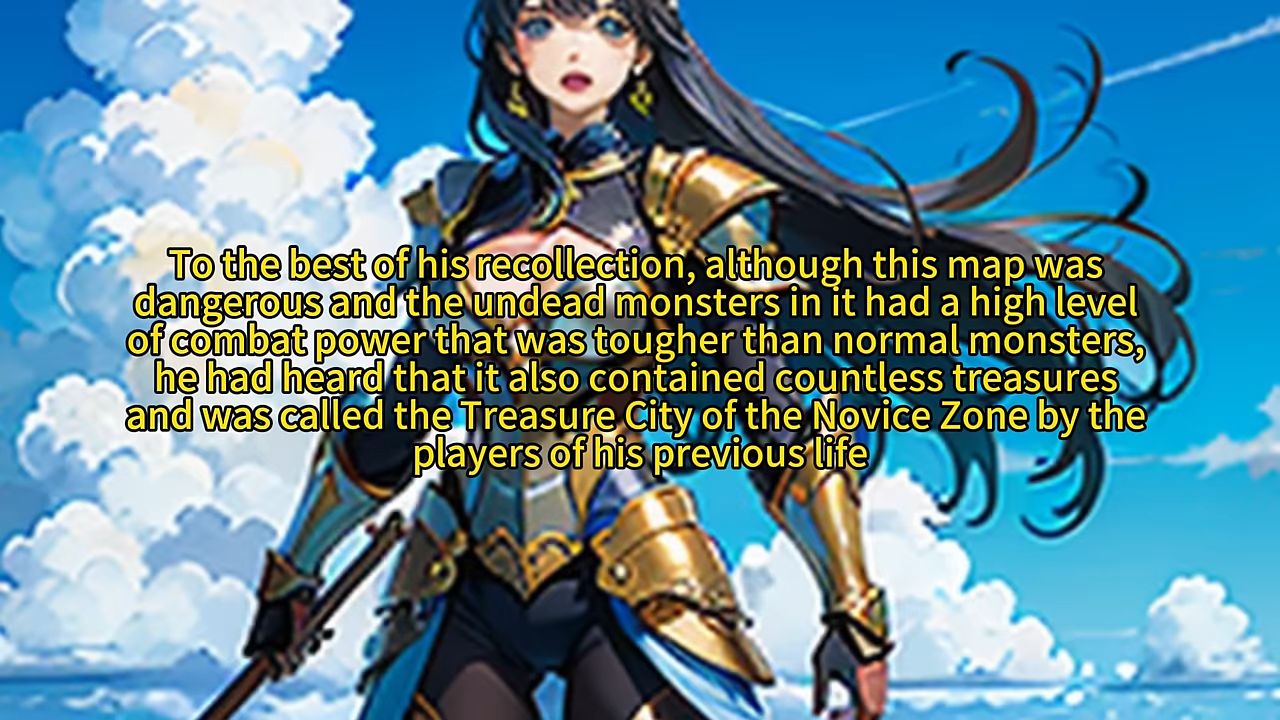 To the best of his recollection, although this map was
dangerous and the undead monsters in it had a high level
of combat power that was tougher than normal monsters,
he had heard that it also contained countless treasures
and was called the Treasure City of the Novice Zone by the
players of his previous life